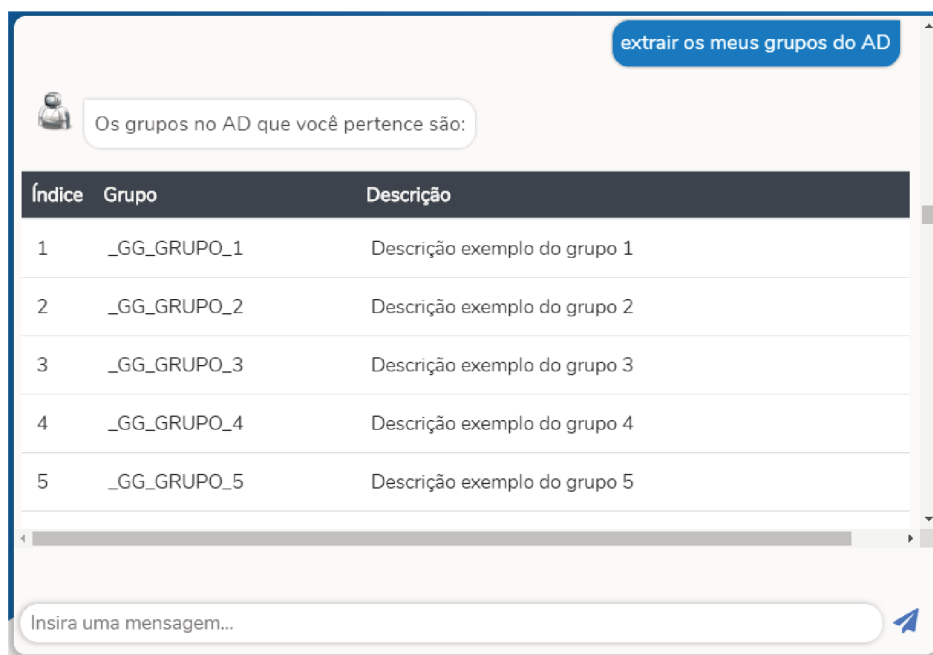 extrair os meus grupos do AD
Os grupos no AD que você pertence são:
Índice Grupo Descrição
1 _GG_GRUPO_1 Descrição exemplo do grupo 1
2 _GG_GRUPO_2 Descrição exemplo do grupo 2
3 _GG_GRUPO_3 Descrição exemplo do grupo 3
4 _GG_GRUPO_4 Descrição exemplo do grupo 4
5 _GG_GRUPO_5 Descrição exemplo do grupo 5
Insira uma mensagem...